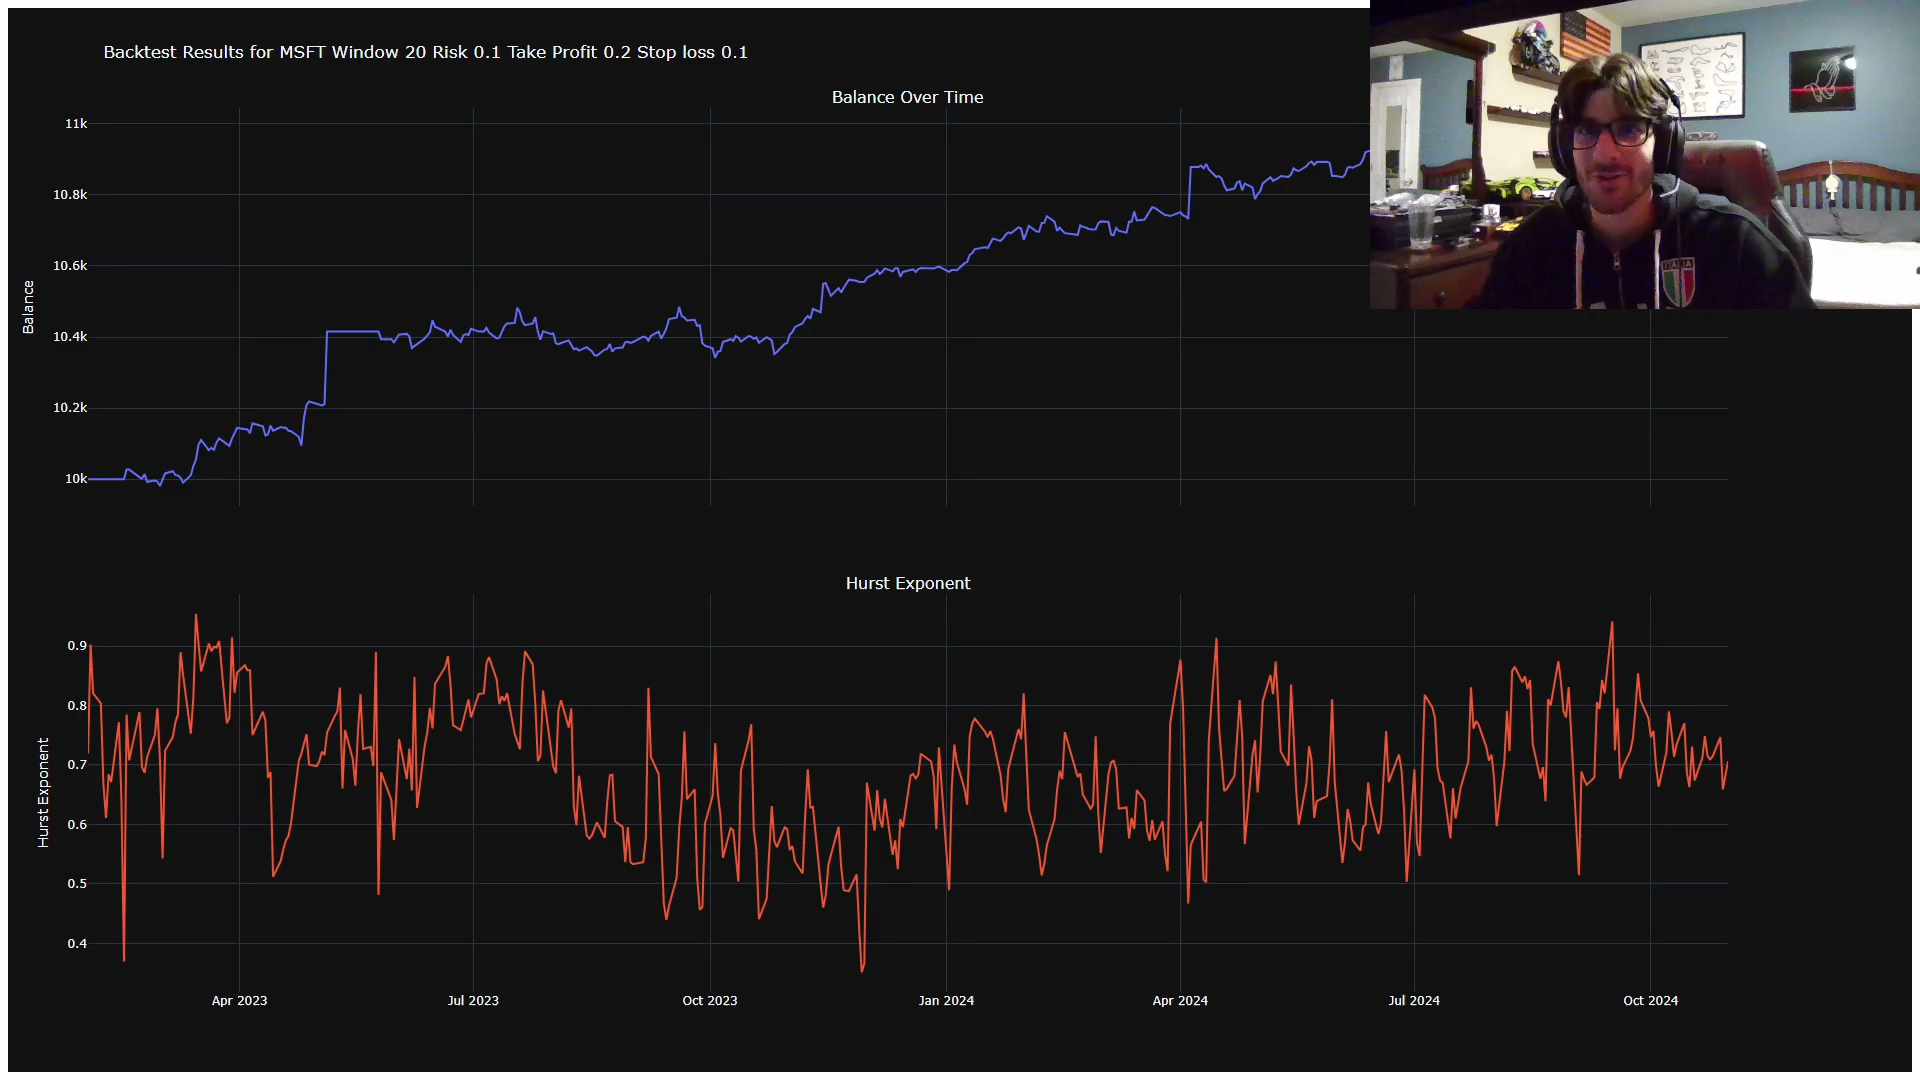 Backtest Results for MSFT Window 20 Risk 0.1 Take Profit 0.2 Stop loss 0.1
Balance Over Time
11k
10.8k
10.6k
10.4k
10.2k
10k
Balance
ITALIA
Hurst Exponent
0.9
0.8
0.7
0.6
0.5
0.4
Hurst Exponent
Apr 2023
Jul 2023
Oct 2023
Jan 2024
Apr 2024
Jul 2024
Oct 2024